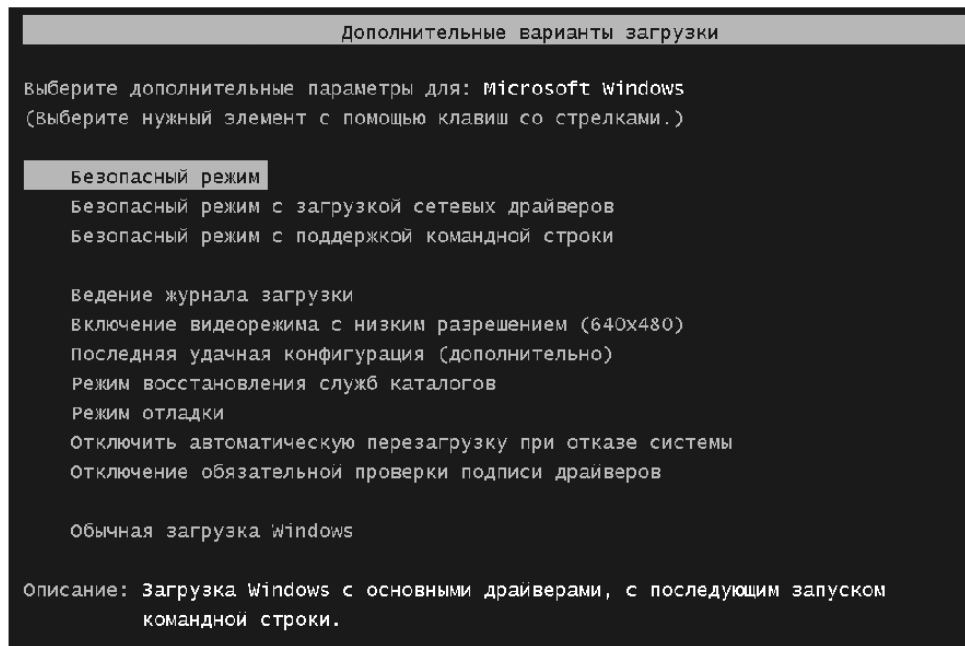 Дополнительные варианты загрузки
Выберите дополнительные параметры для: Microsoft Windows
(Выберите нужный элемент с помощью клавиш со стрелками.)
Безопасный режим
Безопасный режим с загрузкой сетевых драйверов
Безопасный режим с поддержкой командной строки
Ведение журнала загрузки
Включение видеорежима с низким разрешением (640x480)
Последняя удачная конфигурация (дополнительно)
Режим восстановления служб каталогов
Режим отладки
Отключить автоматическую перезагрузку при отказе системы
Отключение обязательной проверки подписи драйверов
Обычная загрузка Windows
Описание: Загрузка Windows с основными драйверами, с последующим запуском
командной строки.